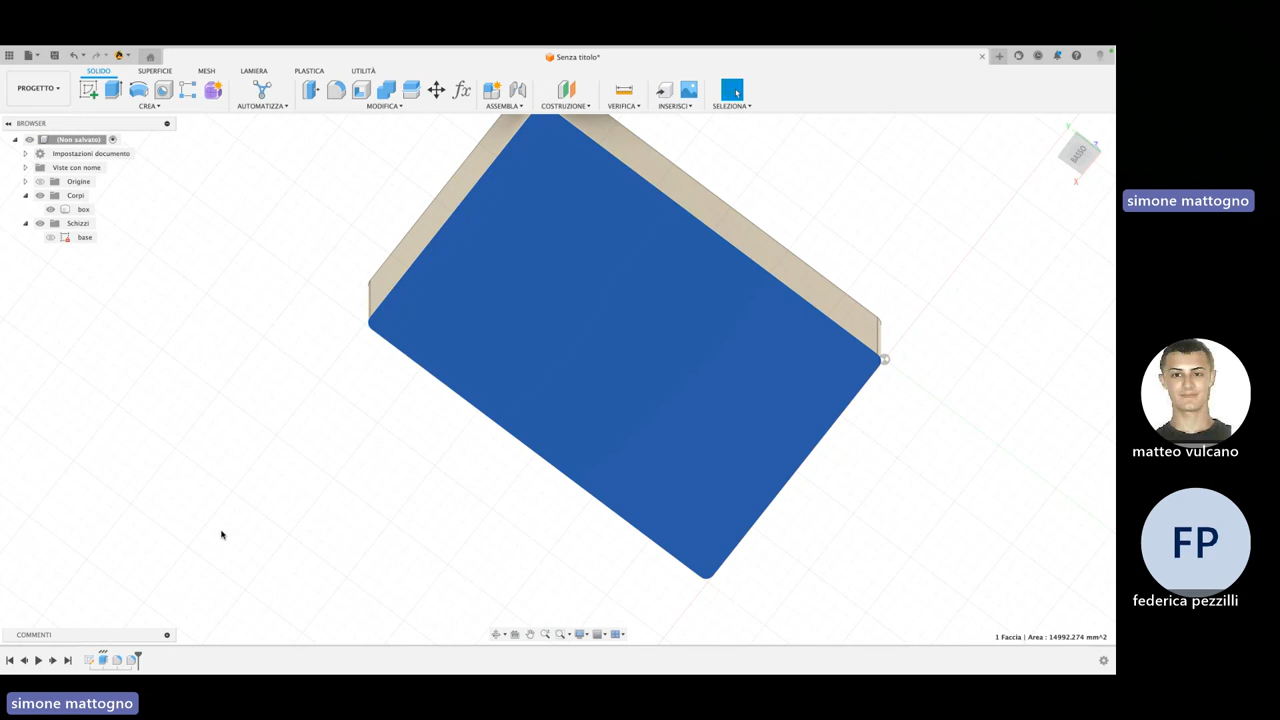 Senza titolo*
PROGETTO
SOLIDO
SUPERFICIE
MESH
LAMIERA
PLASTICA
UTILITÀ
fx
CREA
AUTOMATIZZA
MODIFICA
ASSEMBLA
COSTRUZIONE
VERIFICA
INSERISCI
SELEZIONA
BROWSER
(Non salvato)
Impostazioni documento
Viste con nome
Origine
Corpi
box
Schizzi
base
Y
Z
BASSO
X
simone mattogno
matteo vulcano
FP
federica pezzilli
COMMENTI
1 Faccia | Area : 14992.274 mm^2
simone mattogno